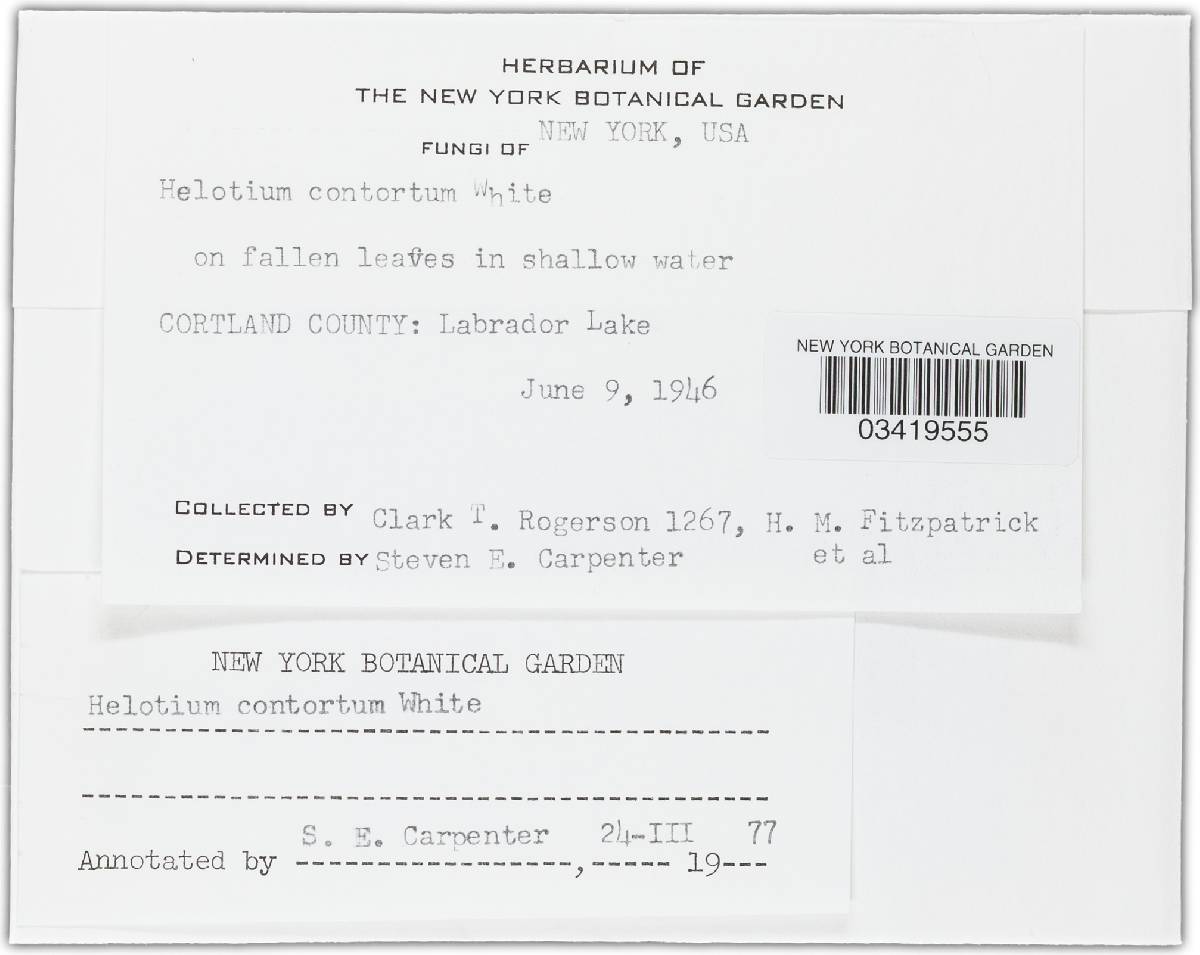 HERBARIUM OF
THE NEW YORK BOTANICAL GARDEN
FUNGI OF NEW YORK, USA
Helotium contortum White
on fallen leaves in shallow water
CORTLAND COUNTY: Labrador Lake
June 9, 1946
NEW YORK BOTANICAL GARDEN
03419555
COLLECTED BY Clark T. Rogerson 1267, H. M. Fitzpatrick
DETERMINED BY Steven E. Carpenter et al
NEW YORK BOTANICAL GARDEN
Helotium contortum White
S. E. Carpenter 24-III 77
Annotated by -----------------,----- 19---